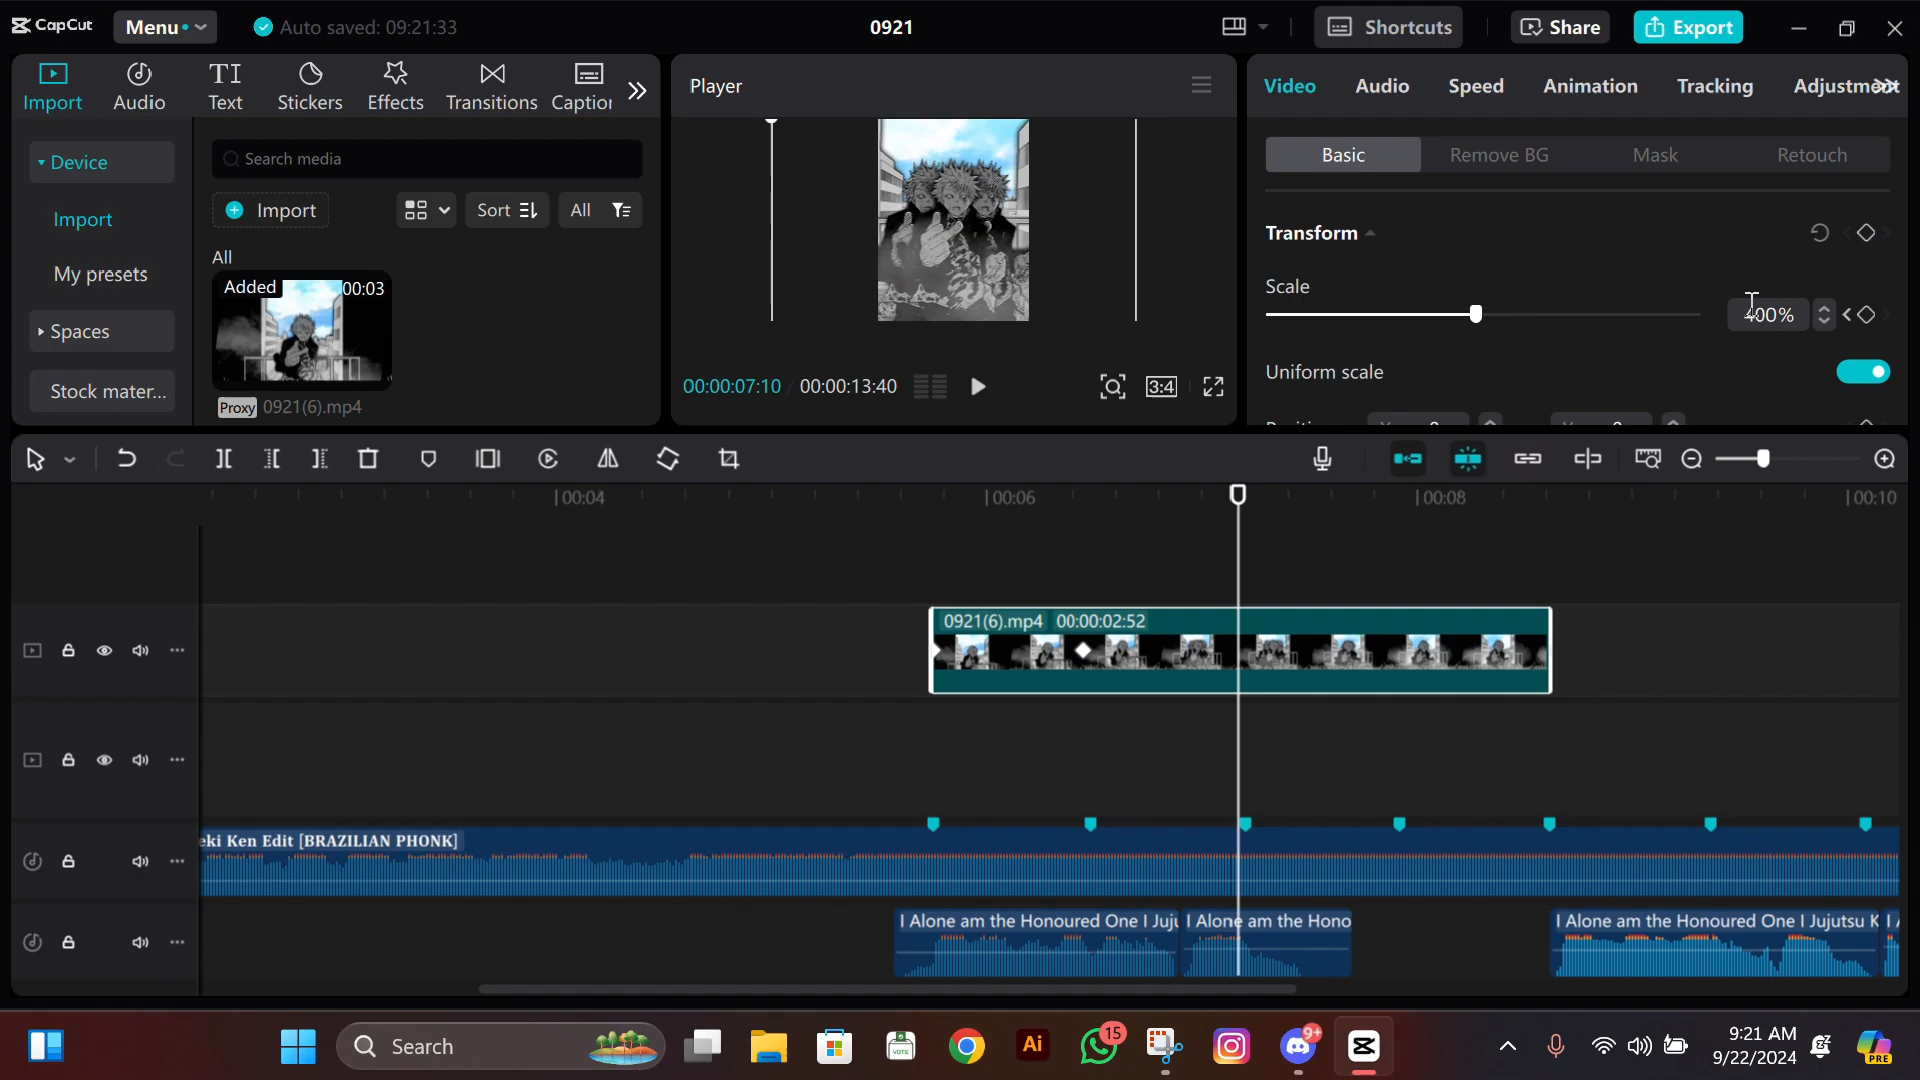 CapCut
Menu
Auto saved: 09:21:33
0921
Shortcuts
Share
Export
Import
Audio
Text
Stickers
Effects
Transitions
Caption
Device
Import
My presets
Spaces
Stock mater...
Search media
Import
Sort
All
All
Added
00:03
Proxy
0921(6).mp4
Player
00:00:07:10
00:00:13:40
3:4
Video
Audio
Speed
Animation
Tracking
Adjustment
Basic
Remove BG
Mask
Retouch
Transform
Scale
400%
Uniform scale
00:04
00:06
00:08
00:10
0921(6).mp4 00:00:02:52
eki Ken Edit [BRAZILIAN PHONK]
I Alone am the Honoured One I Juju
I Alone am the Hono
I Alone am the Honoured One I Jujutsu K
Search
VOTE
Ai
15
9+
PRE
9:21 AM
9/22/2024